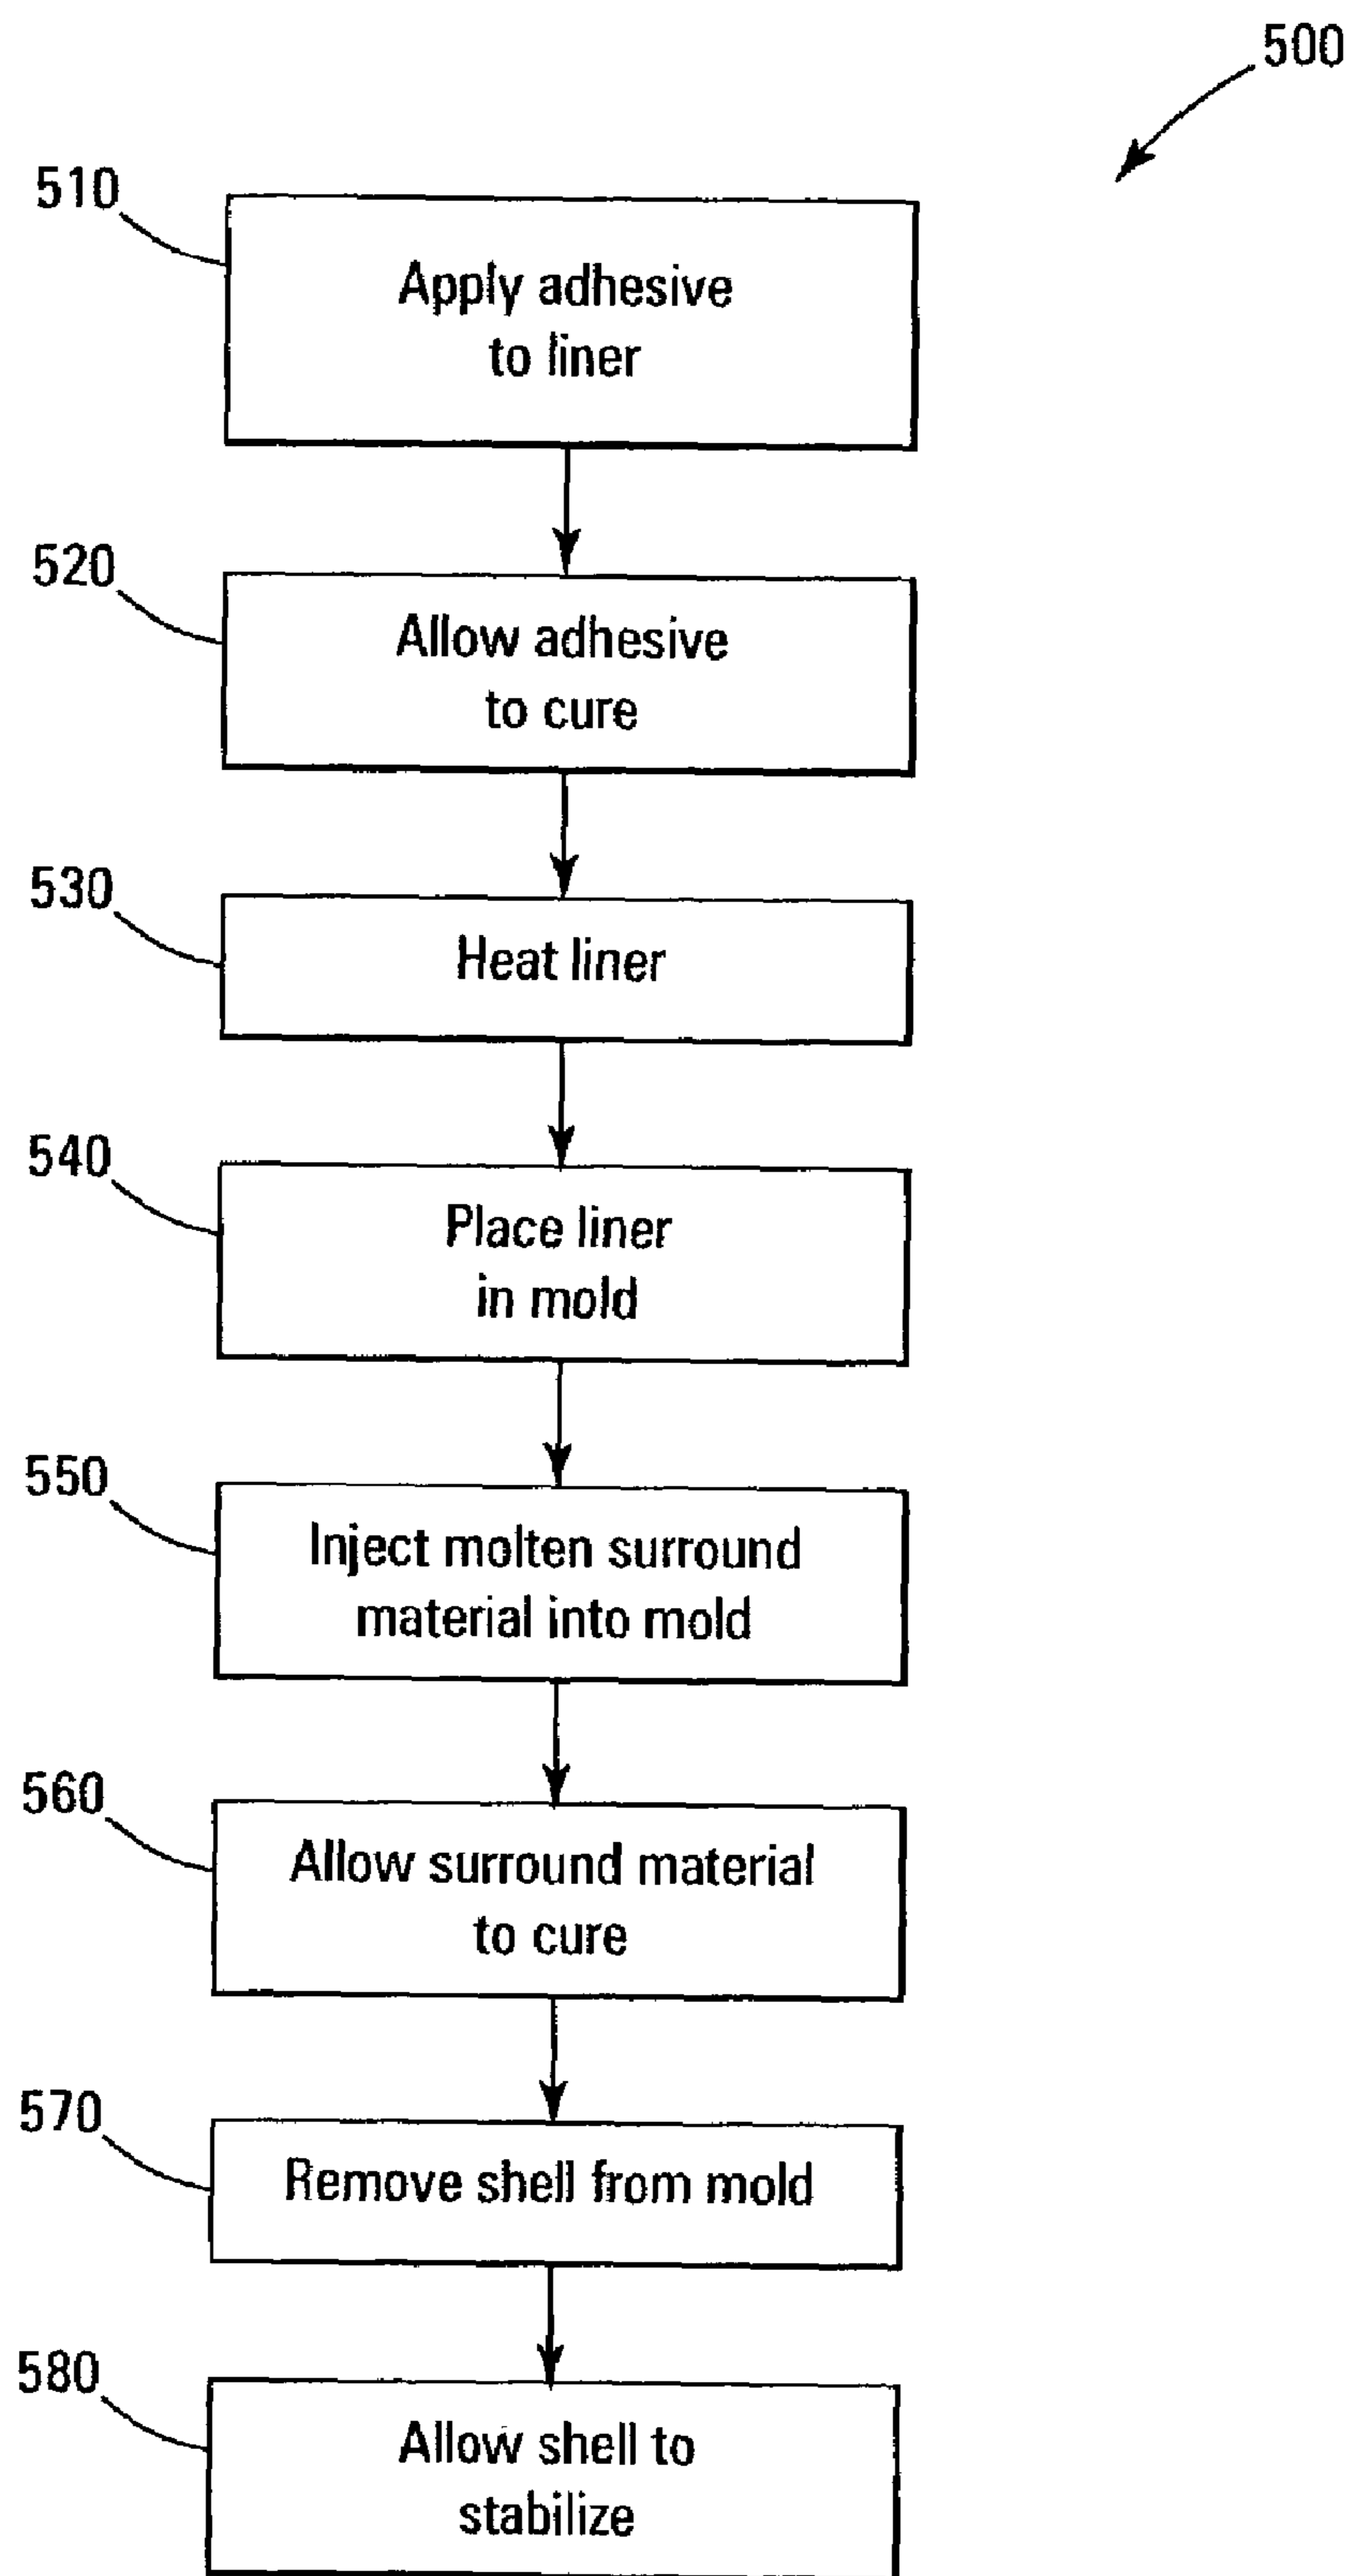 500
510
Apply adhesive
to liner
520
Allow adhesive
to cure
530
Heat liner
540
Place liner
in mold
550
Inject molten surround
material into mold
560
Allow surround material
to cure
570
Remove shell from mold
580
Allow shell to
stabilize